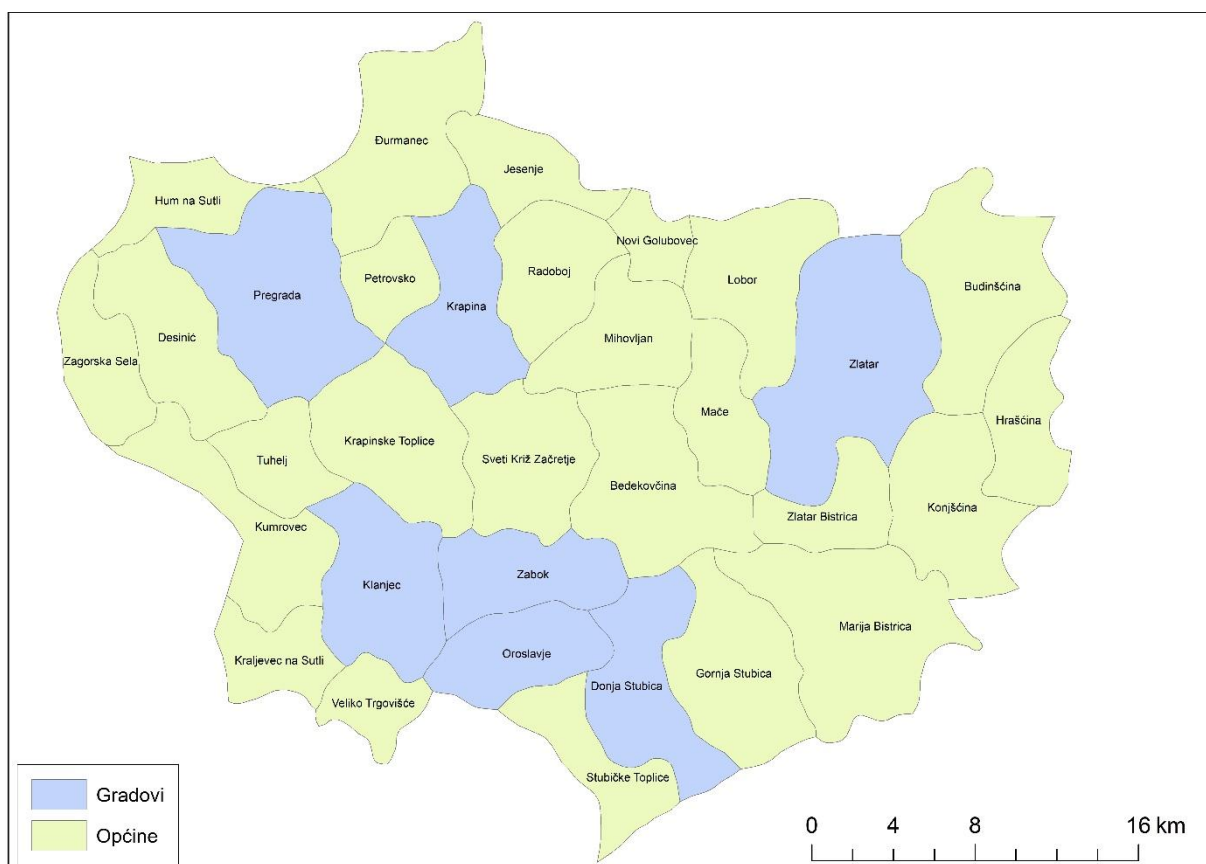 Đurmanec
Jesenje
Hum na Sutli
Novi Golubovec
Radoboj
Petrovsko
Lobor
Budinšćina
Pregrada
Krapina
Desinić
Mihovljan
Zagorska Sela
Zlatar
Mače
Hrašćina
Krapinske Toplice
Tuhelj
Sveti Križ Začretje
Bedekovčina
Konjšćina
Zlatar Bistrica
Kumrovec
Klanjec
Zabok
Marija Bistrica
Oroslavje
Kraljevec na Sutli
Gornja Stubica
Donja Stubica
Veliko Trgovišće
Stubičke Toplice
Gradovi
Općine
0 4 8 16 km